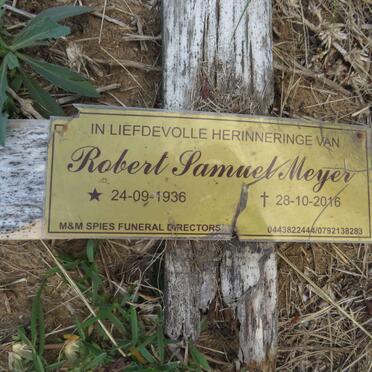 IN LIEFDEVOLLE HERINNERINGE VAN
Robert Samuel Meyer
★ 24-09-1936 † 28-10-2016
M&M SPIES FUNERAL DIRECTORS 0443822444/0792138283